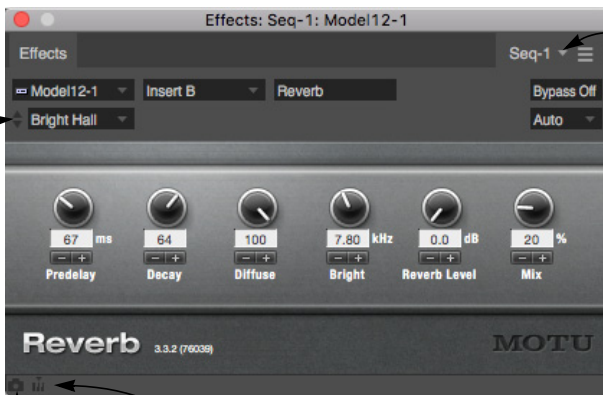 Effects: Seq-1: Model12-1
Effects Seq-1
Model12-1 Insert B Reverb Bypass Off
Bright Hall Auto
67 ms 64 100 7.80 kHz 0.0 dB 20 %
- + - + - + - + - + - +
Predelay Decay Diffuse Bright Reverb Level Mix
Reverb 3.3.2 (76039) MOTU